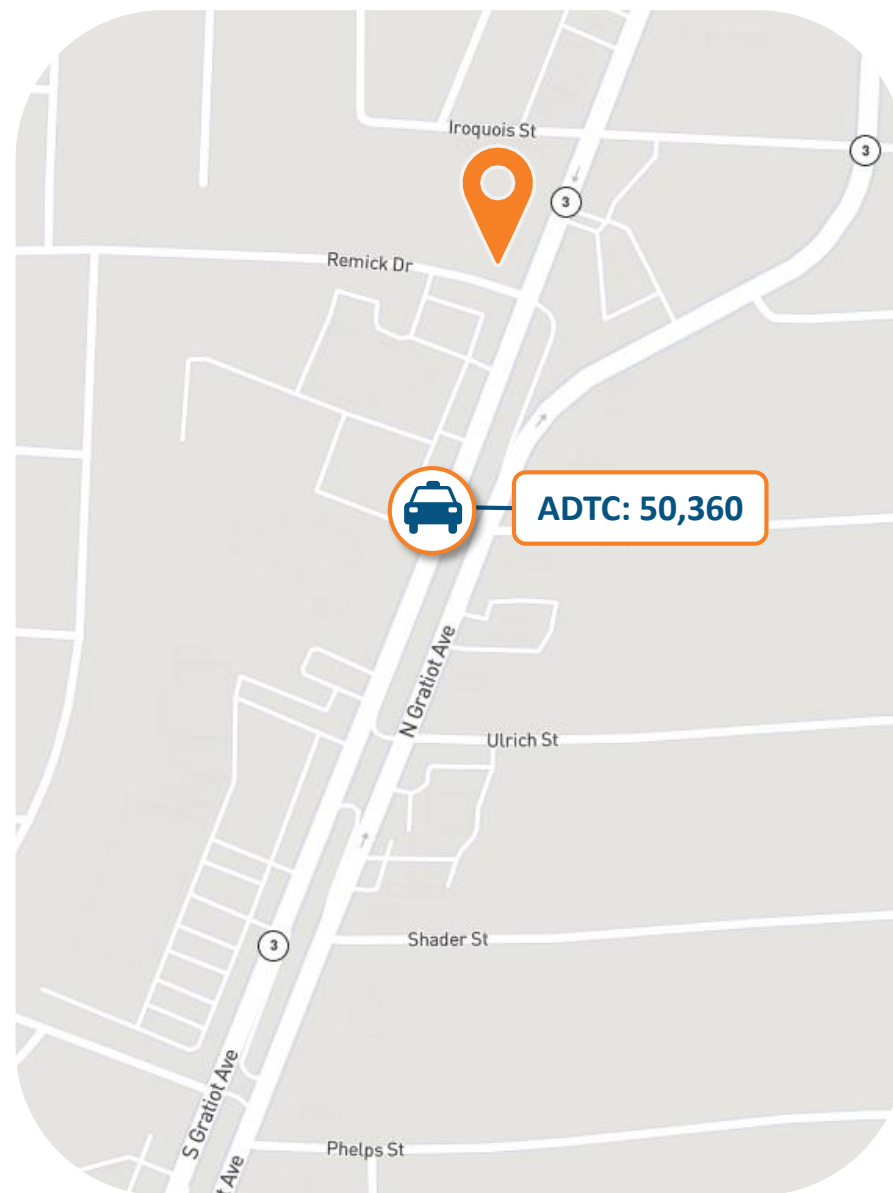 Iroquois St
3
3
Remick Dr
ADTC: 50,360
N Gratiot Ave
Ulrich St
Shader St
3
S Gratiot Ave
Phelps St
Ave